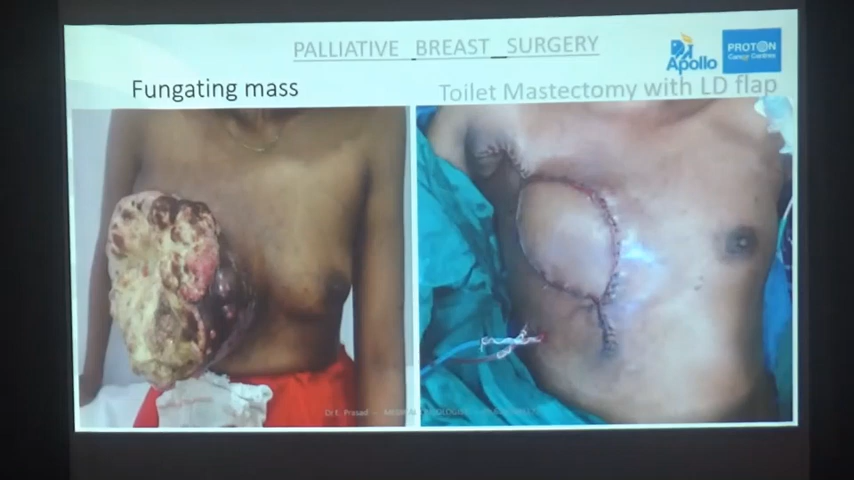 PALLIATIVE BREAST SURGERY
Apollo
PROTON
Cancer Centres
Fungating mass
Toilet Mastectomy with LD flap